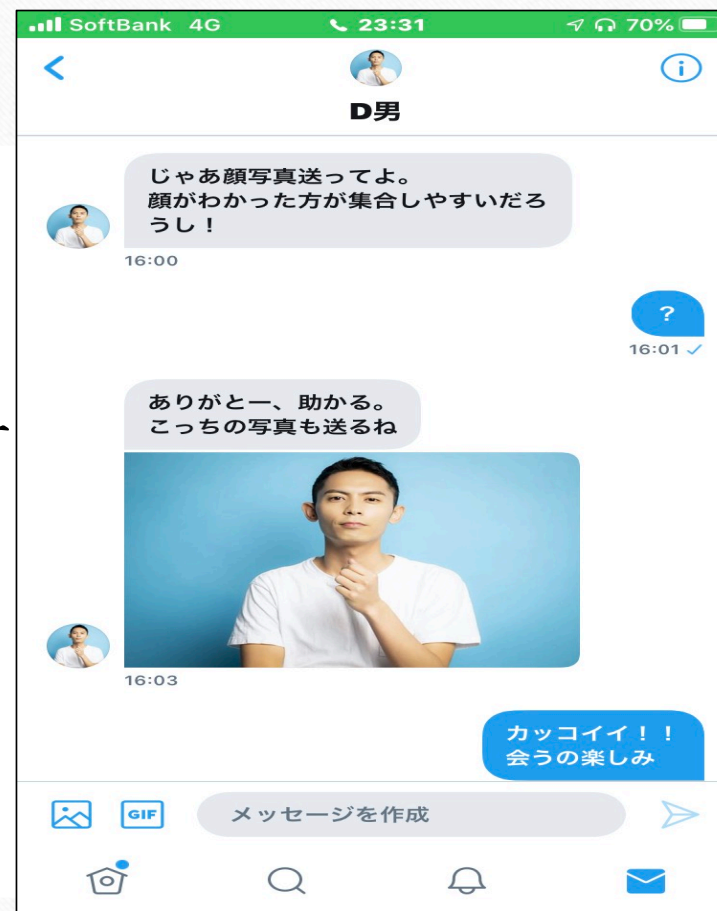 SoftBank 4G 23:31 70%
D男
じゃあ顔写真送ってよ。
顔がわかった方が集合しやすいだろ
うし！
16:00
？
16:01
ありがとー、助かる。
こっちの写真も送るね
16:03
カッコイイ！！
会うの楽しみ
GIF メッセージを作成